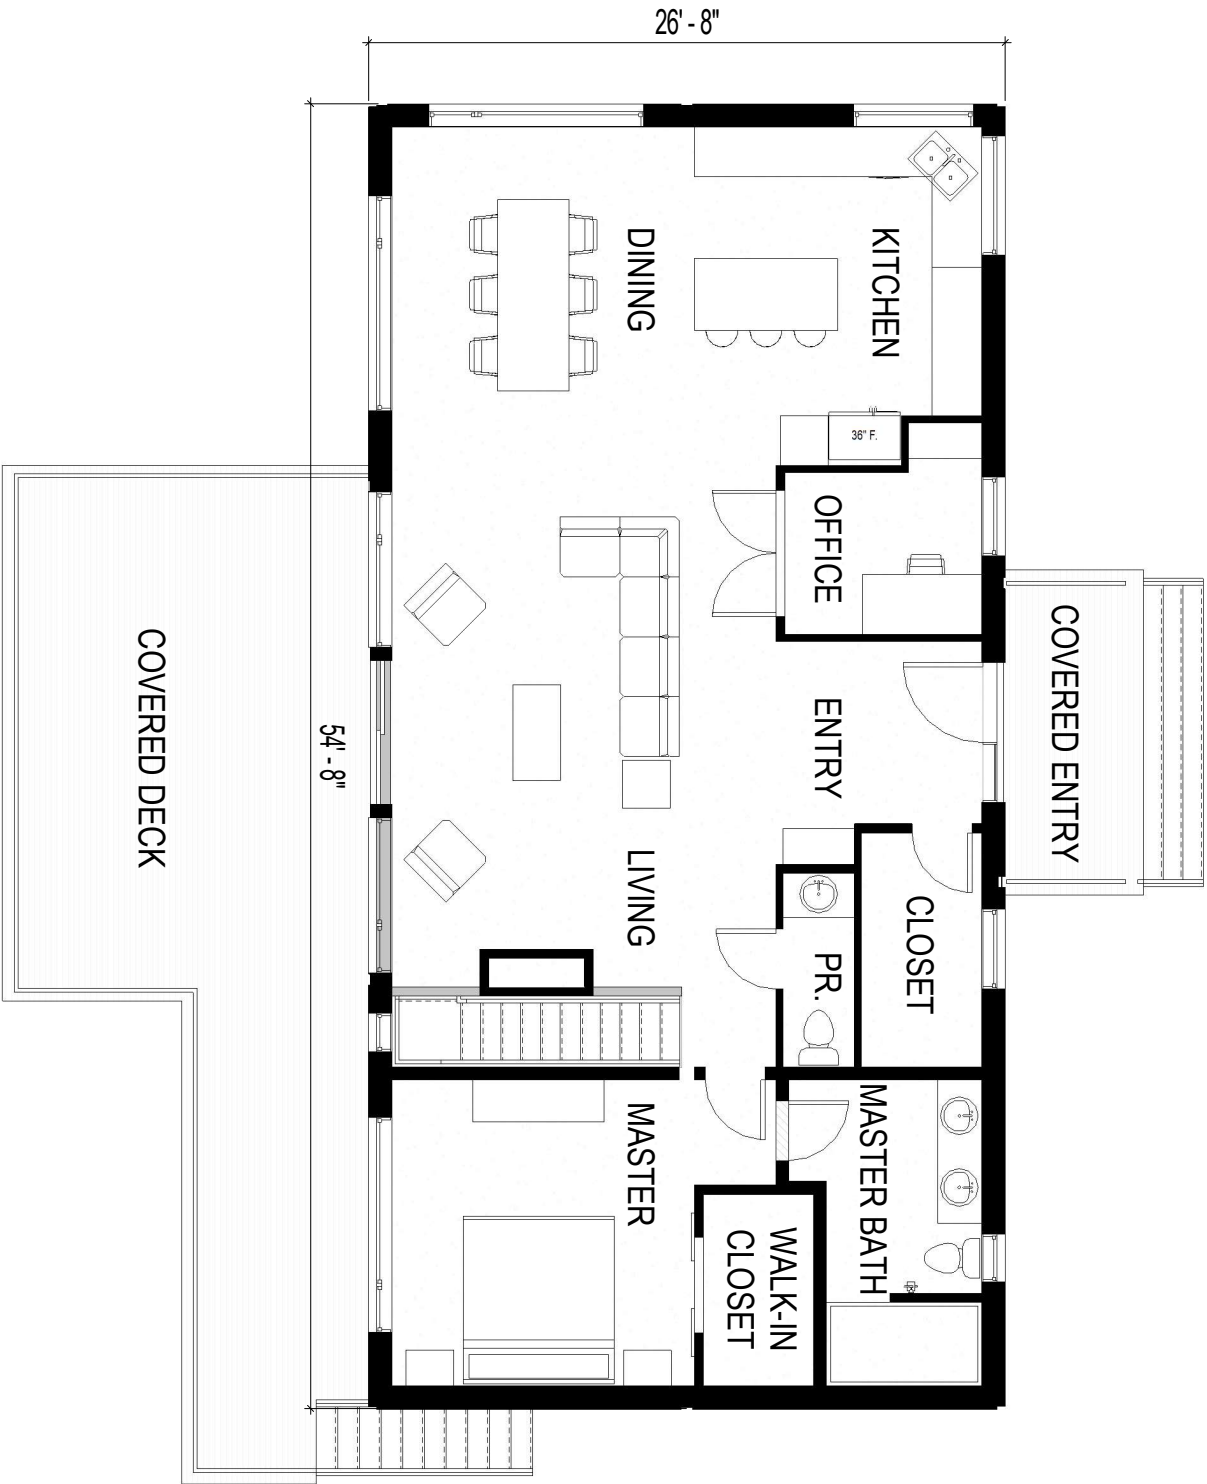 26' - 8"
DINING
KITCHEN
36" F.
OFFICE
COVERED ENTRY
COVERED DECK
54' - 8"
ENTRY
LIVING
CLOSET
PR.
MASTER
MASTER BATH
WALK-IN
CLOSET